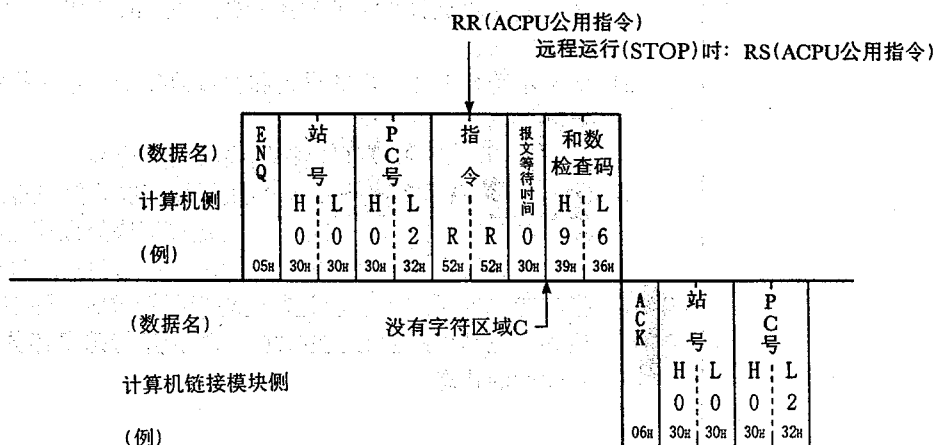 RR(ACPU公用指令)
远程运行(STOP)时: RS(ACPU公用指令)
(数据名)
计算机侧
(例)
ENQ
站号
PC号
指令
报文等待时间
和数检查码
H L H L H L
0 0 0 2 R R 0 9 6
05H 30H 30H 30H 32H 52H 52H 30H 39H 36H
(数据名)
没有字符区域C
计算机链接模块侧
(例)
ACK
站号
PC号
H L H L
0 0 0 2
06H 30H 30H 30H 32H